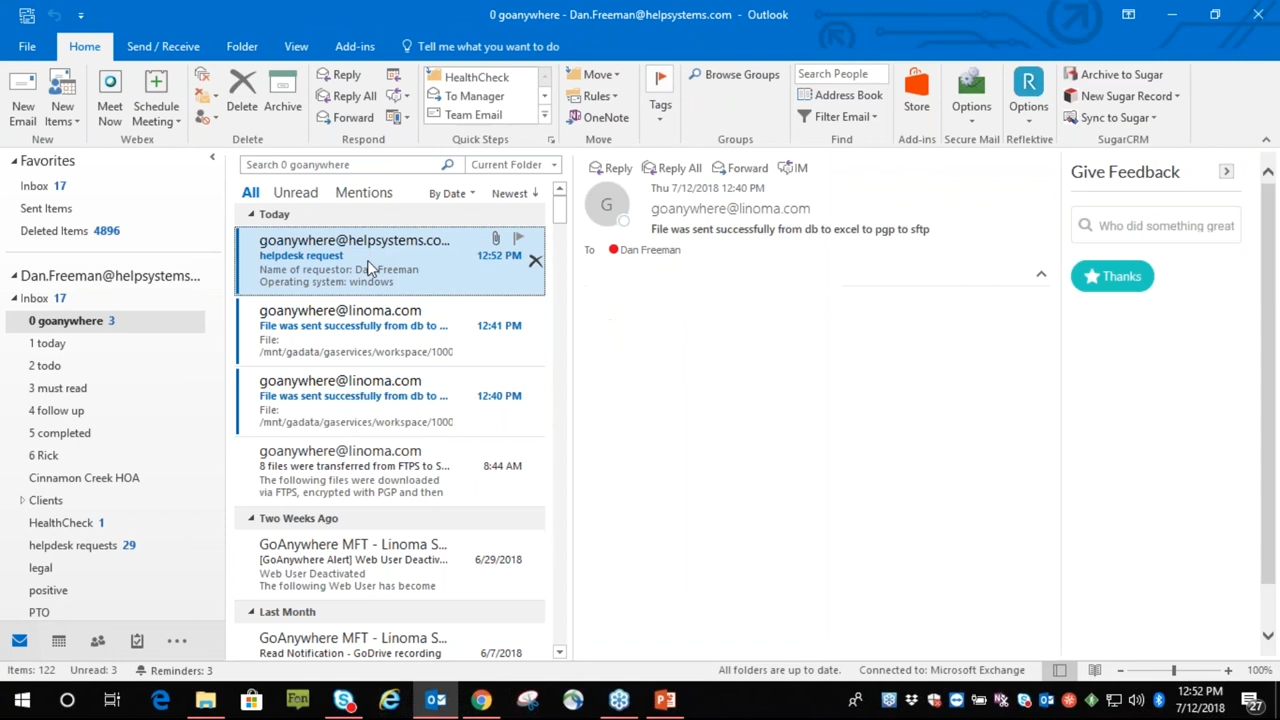 0 goanywhere - Dan.Freeman@helpsystems.com - Outlook
File Home Send / Receive Folder View Add-ins Tell me what you want to do
New Email
New Items
New
Meet Now
Schedule Meeting
Webex
Delete
Archive
Delete
Reply
Reply All
Forward
Respond
HealthCheck
To Manager
Team Email
Quick Steps
Move
Rules
OneNote
Move
Tags
Browse Groups
Groups
Search People
Address Book
Filter Email
Find
Store
Add-ins
Options
Secure Mail
R
Options
Reflektive
Archive to Sugar
New Sugar Record
Sync to Sugar
SugarCRM
Favorites
Inbox 17
Sent Items
Deleted Items 4896
Dan.Freeman@helpsystems...
Inbox 17
0 goanywhere 3
1 today
2 todo
3 must read
4 follow up
5 completed
6 Rick
Cinnamon Creek HOA
Clients
HealthCheck 1
helpdesk requests 29
legal
positive
PTO
Search 0 goanywhere Current Folder
All Unread Mentions By Date Newest
Today
goanywhere@helpsystems.co...
helpdesk request 12:52 PM
Name of requestor: Dan Freeman
Operating system: windows
goanywhere@linoma.com
File was sent successfully from db to ... 12:41 PM
File:
/mnt/gadata/gaservices/workspace/1000
goanywhere@linoma.com
File was sent successfully from db to ... 12:40 PM
File:
/mnt/gadata/gaservices/workspace/1000
goanywhere@linoma.com
8 files were transferred from FTPS to S... 8:44 AM
The following files were downloaded
via FTPS, encrypted with PGP and then
Two Weeks Ago
GoAnywhere MFT - Linoma S...
[GoAnywhere Alert] Web User Deactiv... 6/29/2018
Web User Deactivated
The following Web User has become
Last Month
GoAnywhere MFT - Linoma S...
Read Notification - GoDrive recording 6/7/2018
Reply Reply All Forward IM
Thu 7/12/2018 12:40 PM
G
goanywhere@linoma.com
File was sent successfully from db to excel to pgp to sftp
To Dan Freeman
Give Feedback
Who did something great
Thanks
Items: 122 Unread: 3 Reminders: 3 All folders are up to date. Connected to: Microsoft Exchange 100%
Fan
12:52 PM
7/12/2018
27